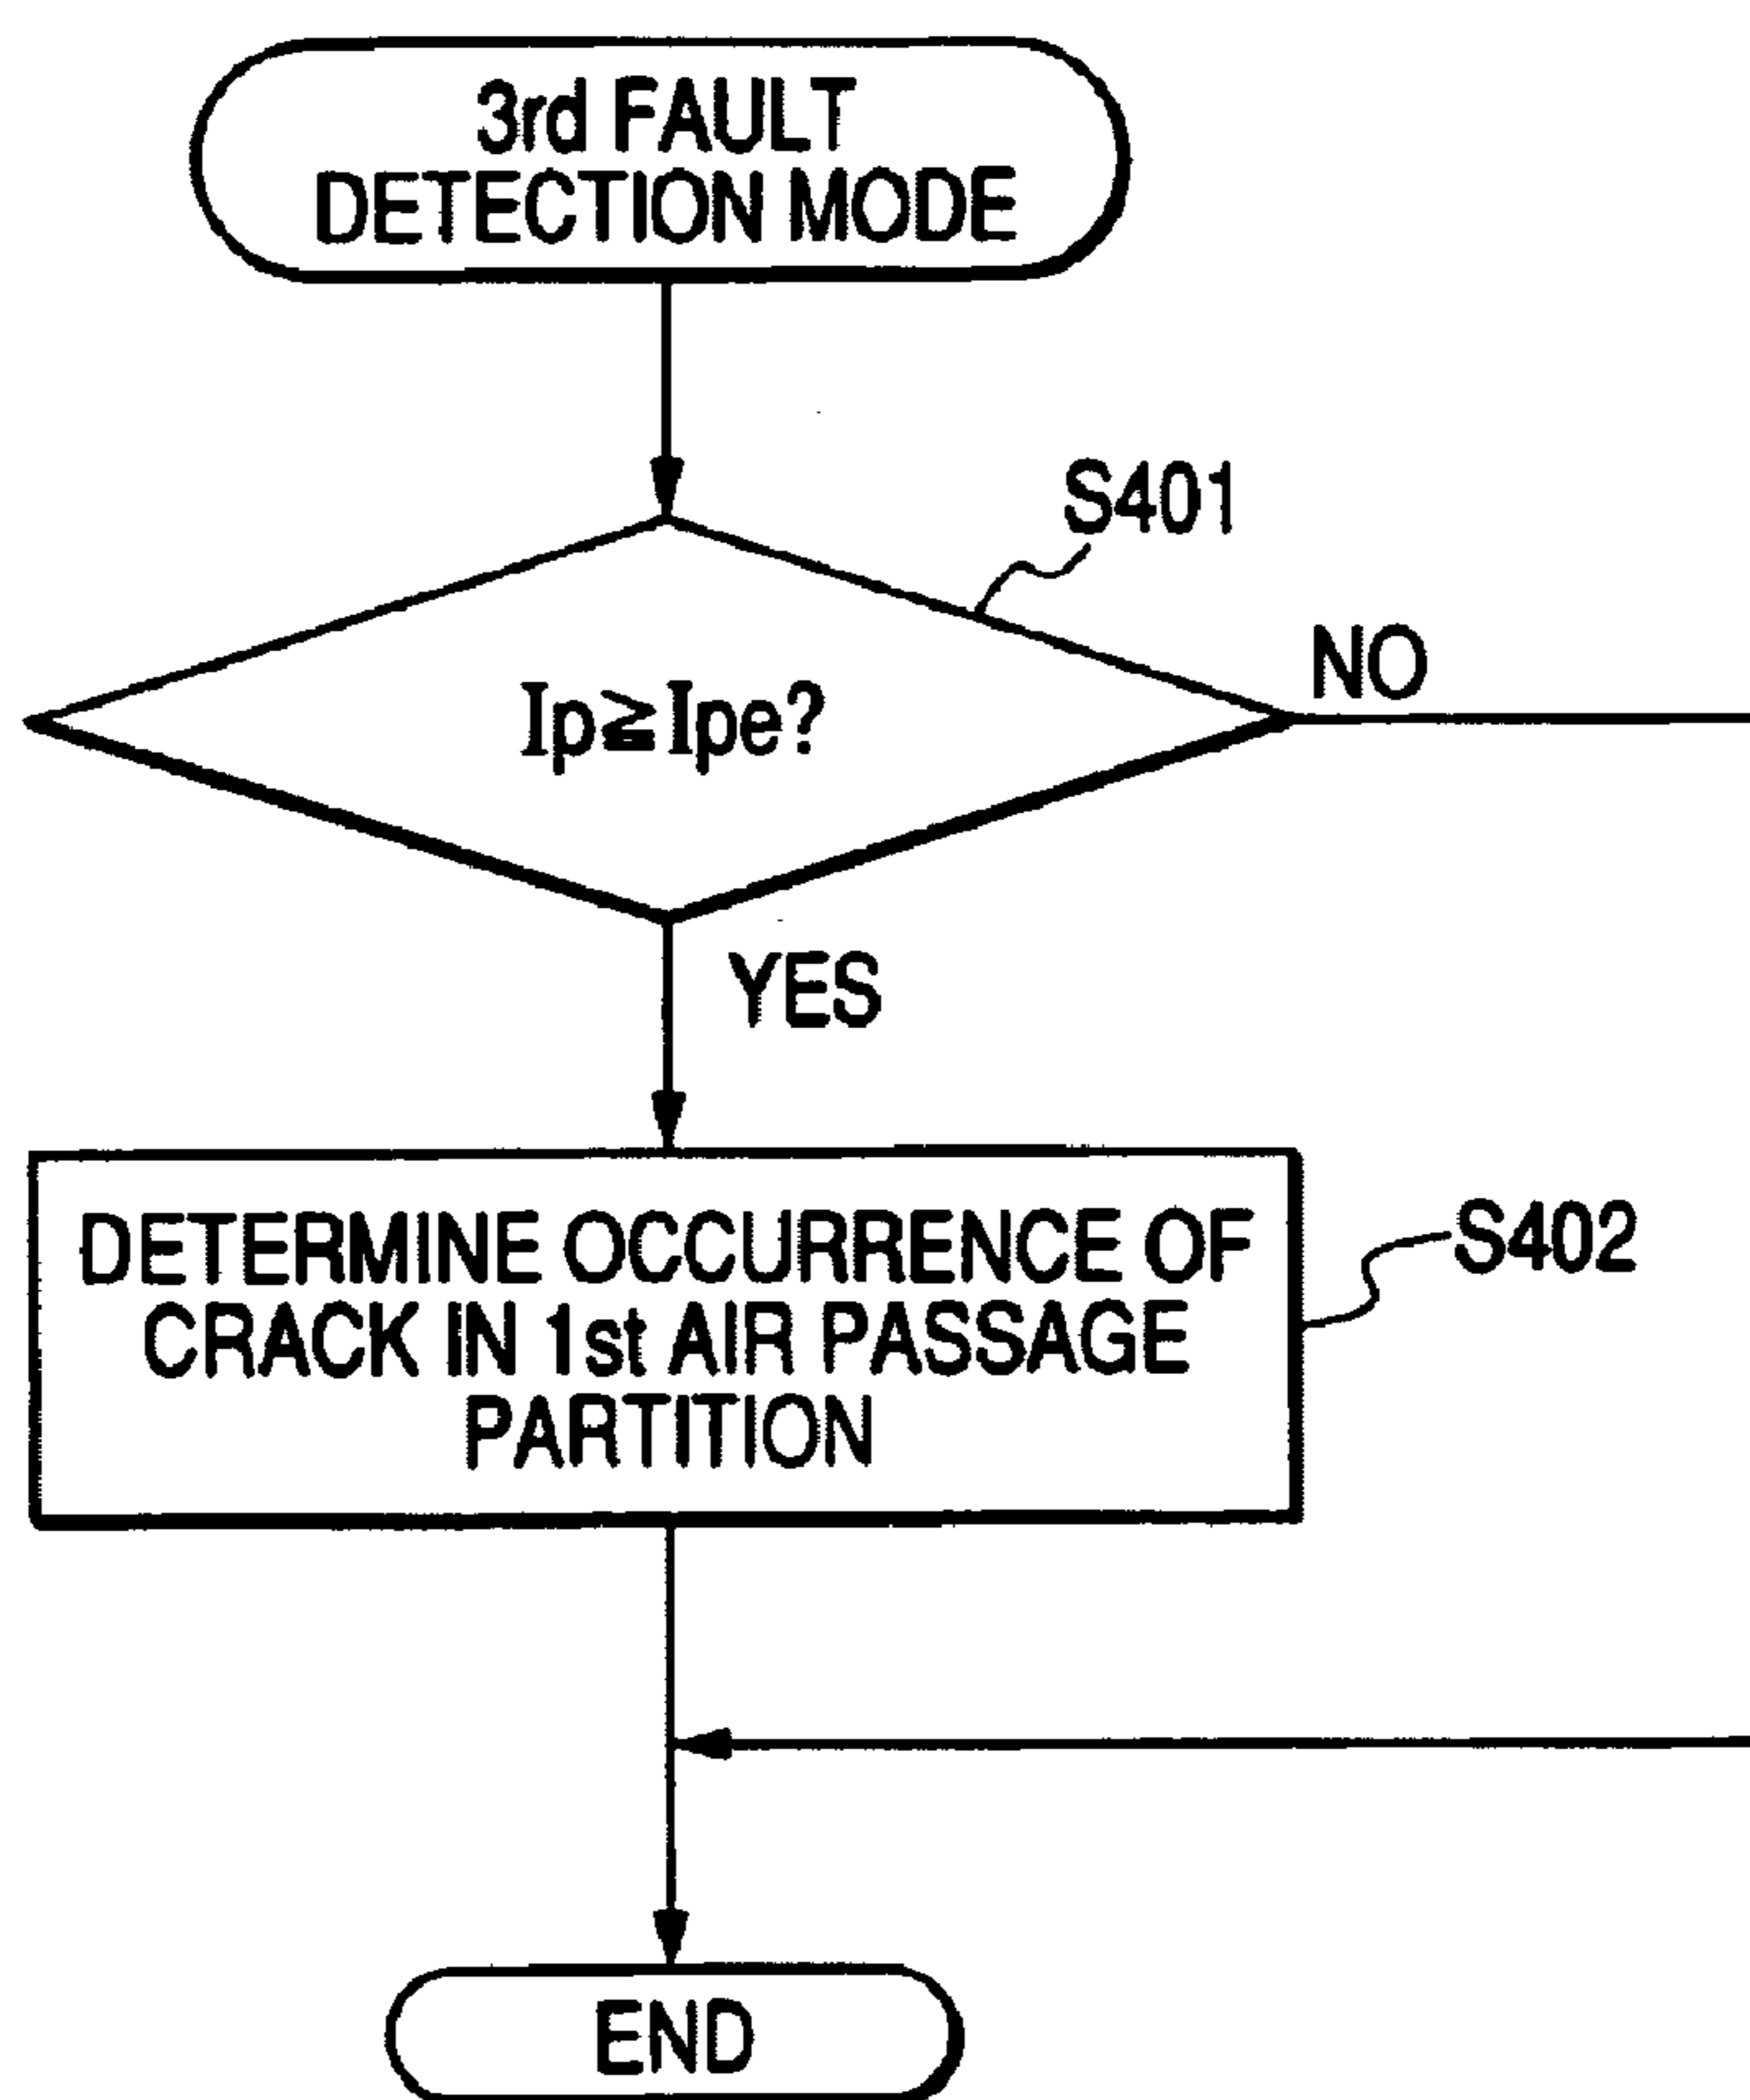 3rd FAULT
DETECTION MODE
S401
NO
Ip≧Ipe?
YES
DETERMINE OCCURRENCE OF
CRACK IN 1st AIR PASSAGE
PARTITION
S402
END